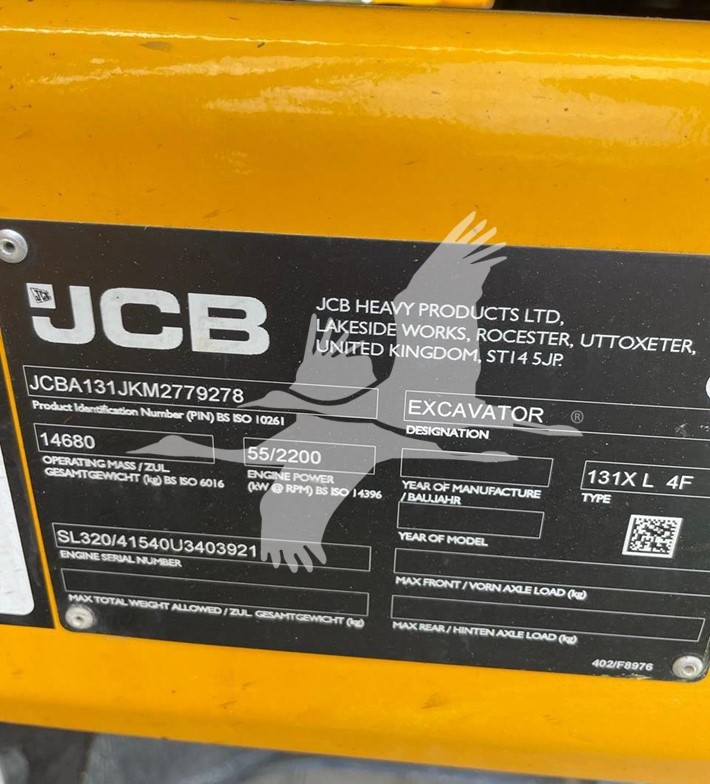 JCB
JCB HEAVY PRODUCTS LTD,
LAKESIDE WORKS, ROCESTER, UTTOXETER,
UNITED KINGDOM, ST14 5JP.
JCBA131JKM2779278
Product Identification Number (PIN) BS ISO 10261
EXCAVATOR
DESIGNATION
14680
OPERATING MASS / ZUL
GESAMTGEWICHT (kg) BS ISO 6016
55/2200
ENGINE POWER
(kW @ RPM) BS ISO 14396
YEAR OF MANUFACTURE
/ BAUJAHR
131X L 4F
TYPE
SL320/41540U3403921
ENGINE SERIAL NUMBER
YEAR OF MODEL
MAX FRONT / VORN AXLE LOAD (kg)
MAX TOTAL WEIGHT ALLOWED / ZUL. GESAMTGEWICHT (kg)
MAX REAR / HINTEN AXLE LOAD (kg)
402/F8976